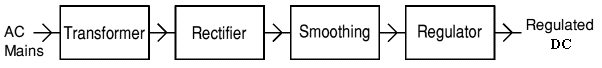 AC
Mains
Transformer
Rectifier
Smoothing
Regulator
Regulated
DC